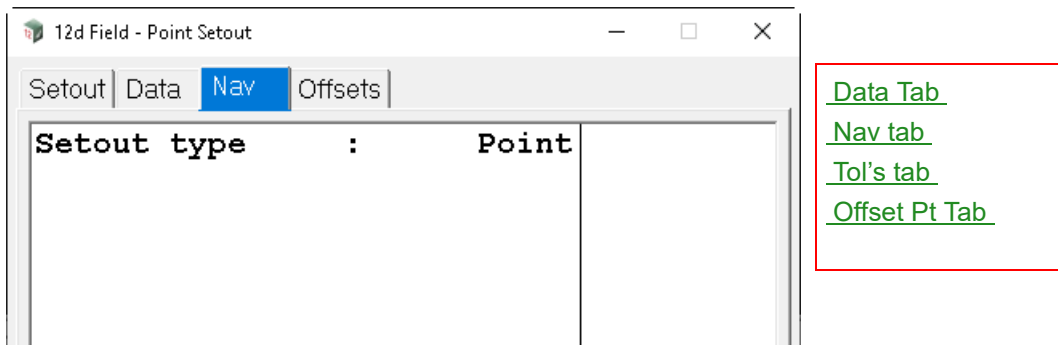 12d Field - Point Setout
Setout Data Nav Offsets
Setout type : Point
Data Tab
Nav tab
Tol's tab
Offset Pt Tab